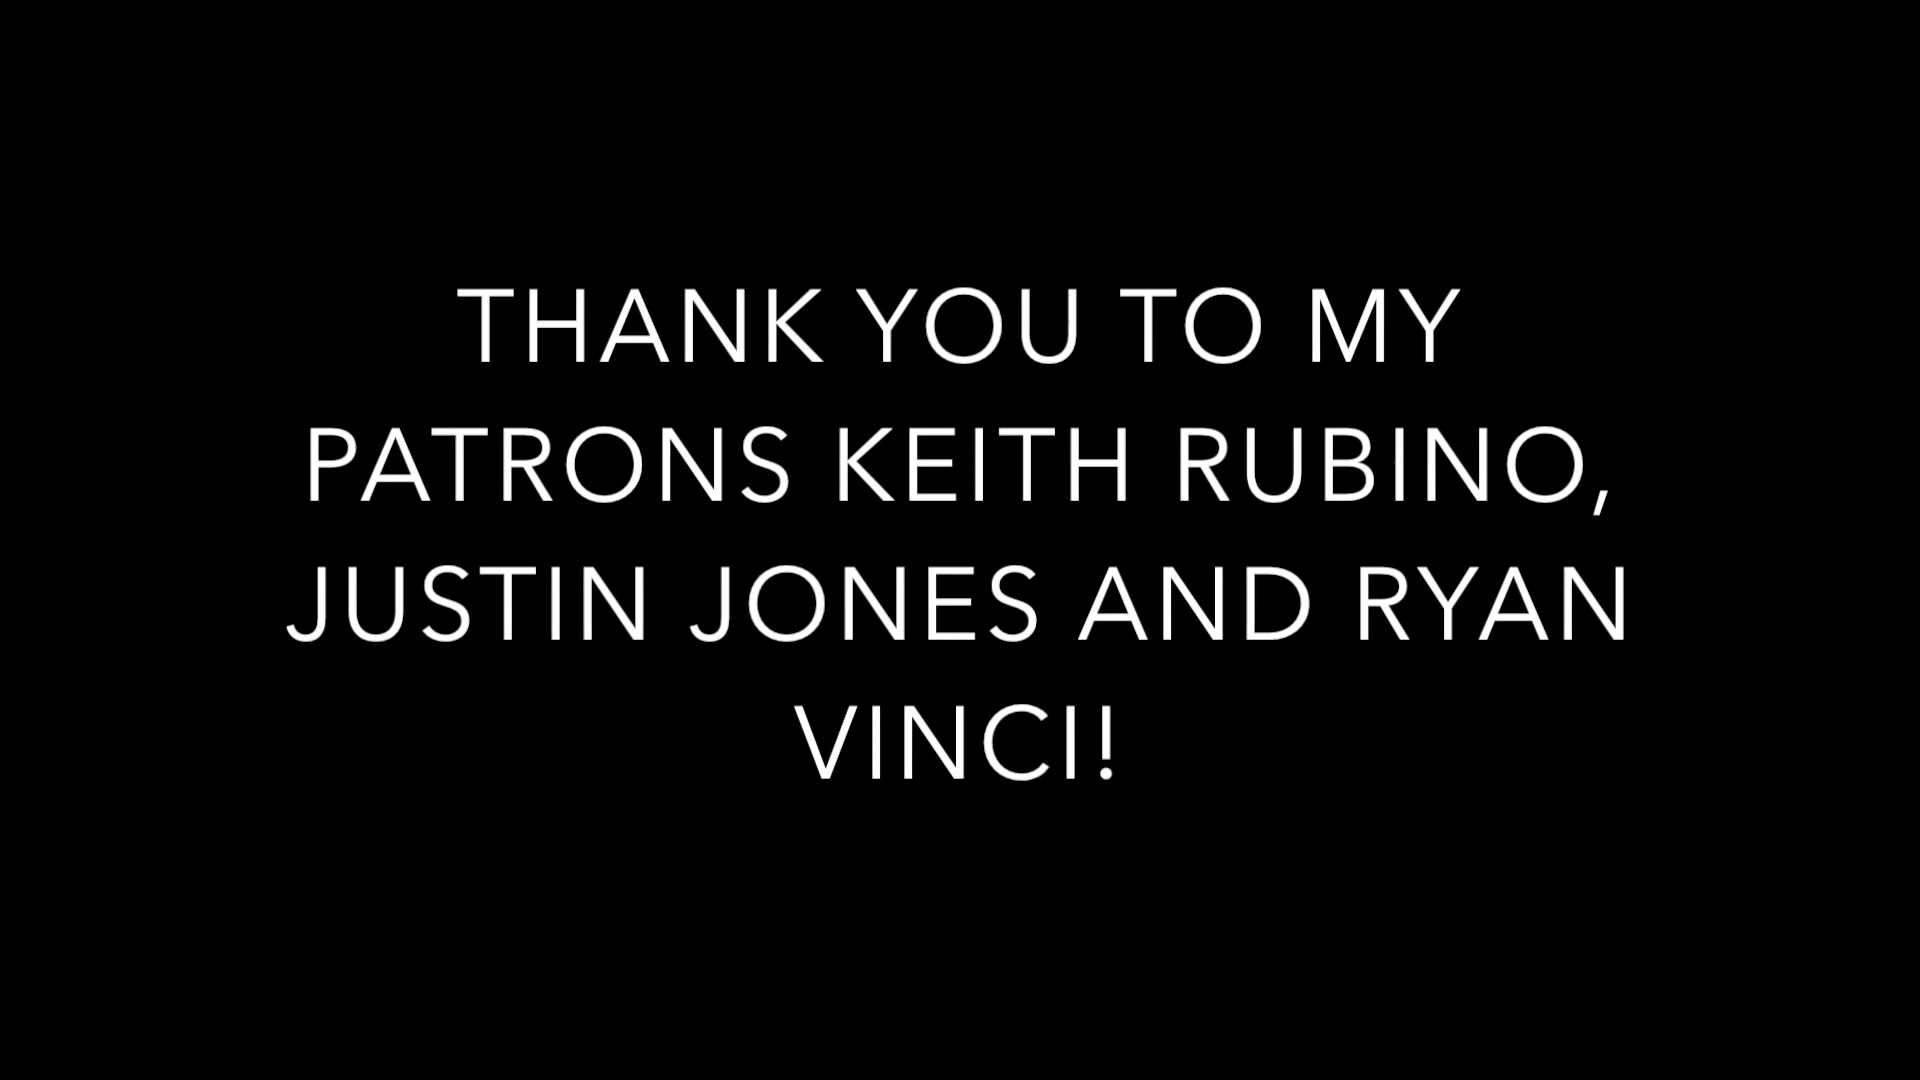 THANK YOU TO MY
PATRONS KEITH RUBINO,
JUSTIN JONES AND RYAN
VINCI!